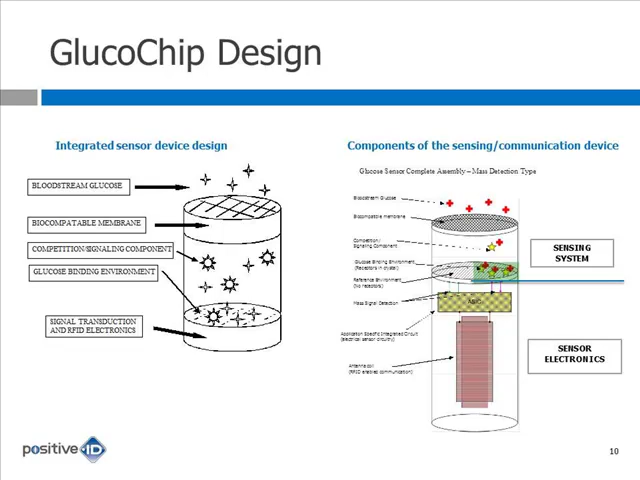 GlucoChip Design
Integrated sensor device design
BLOODSTREAM GLUCOSE
BIOCOMPATABLE MEMBRANE
COMPETITION/SIGNALING COMPONENT
GLUCOSE BINDING ENVIRONMENT
SIGNAL TRANSDUCTION
AND RFID ELECTRONICS
Components of the sensing/communication device
Glucose Sensor Complete Assembly – Mass Detection Type
Bloodstream Glucose
Biocompatible membrane
Competition/
Signaling Component
Glucose Binding Environment
(Receptors in crystal)
Reference Environment
(No receptors)
Mass Signal Detection
ASIC
Application Specific Integrated Circuit
(electrical sensor circuitry)
Antenna coil
(RFID enables communication)
SENSING
SYSTEM
SENSOR
ELECTRONICS
positive ID
10